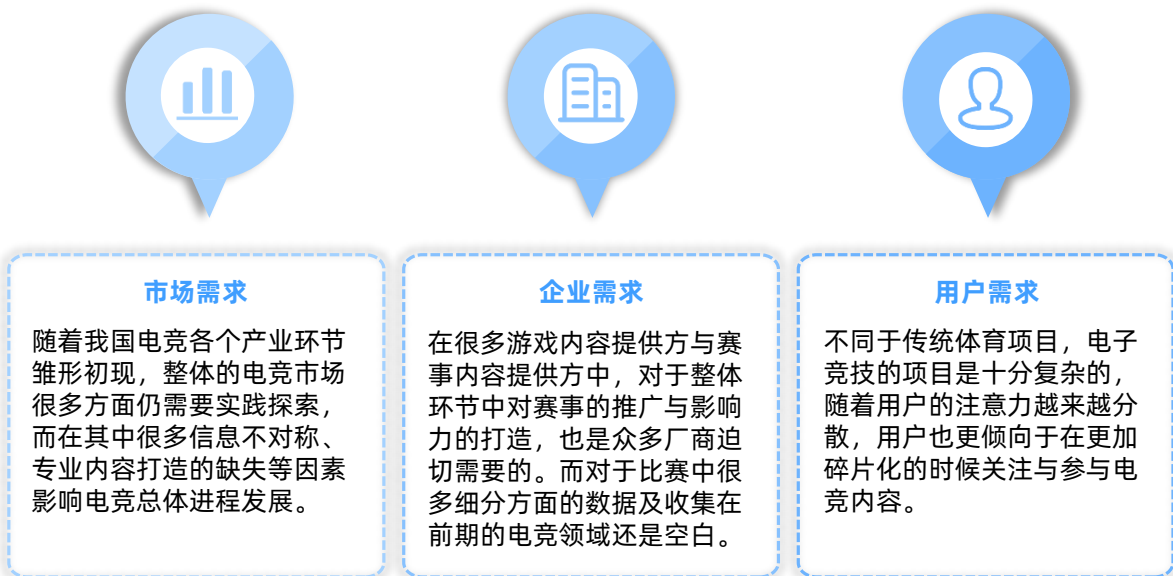 市场需求
随着我国电竞各个产业环节
雏形初现，整体的电竞市场
很多方面仍需要实践探索，
而在其中很多信息不对称、
专业内容打造的缺失等因素
影响电竞总体进程发展。
企业需求
在很多游戏内容提供方与赛
事内容提供方中，对于整体
环节中对赛事的推广与影响
力的打造，也是众多厂商迫
切需要的。而对于比赛中很
多细分方面的数据及收集在
前期的电竞领域还是空白。
用户需求
不同于传统体育项目，电子
竞技的项目是十分复杂的，
随着用户的注意力越来越分
散，用户也更倾向于在更加
碎片化的时候关注与参与电
竞内容。